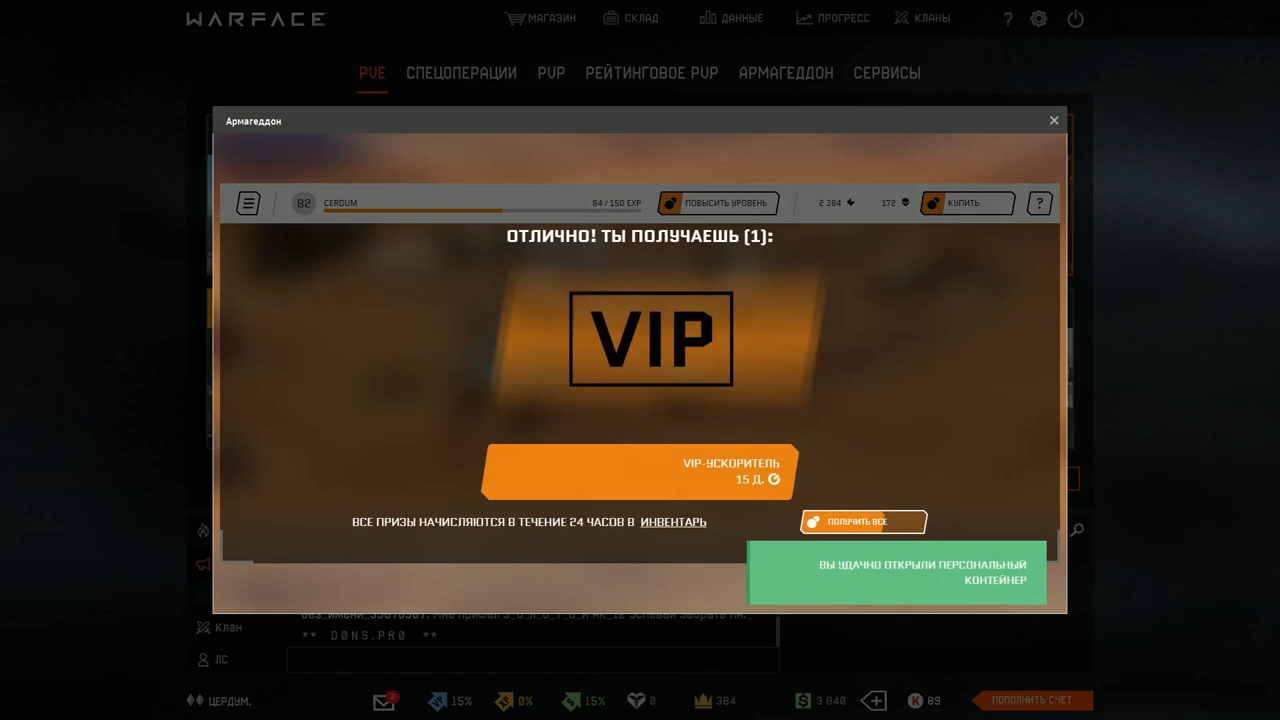 WARFACE
МАГАЗИН
СКЛАД
ДАННЫЕ
ПРОГРЕСС
КЛАНЫ
?
PVE
СПЕЦОПЕРАЦИИ
PVP
РЕЙТИНГОВОЕ PVP
АРМАГЕДДОН
СЕРВИСЫ
Армагеддон
82
CERDUM
84 / 150 EXP
ПОВЫСИТЬ УРОВЕНЬ
2 384
172
КУПИТЬ
?
ОТЛИЧНО! ТЫ ПОЛУЧАЕШЬ (1):
VIP
VIP-УСКОРИТЕЛЬ
15 Д.
ВСЕ ПРИЗЫ НАЧИСЛЯЮТСЯ В ТЕЧЕНИЕ 24 ЧАСОВ В ИНВЕНТАРЬ
ПОЛУЧИТЬ ВСЕ
ВЫ УДАЧНО ОТКРЫЛИ ПЕРСОНАЛЬНЫЙ
КОНТЕЙНЕР
Клан
** D0NS.PR0 **
ЛС
ЦЕРДУМ.
2
15%
0%
15%
0
384
3 840
89
ПОПОЛНИТЬ СЧЕТ